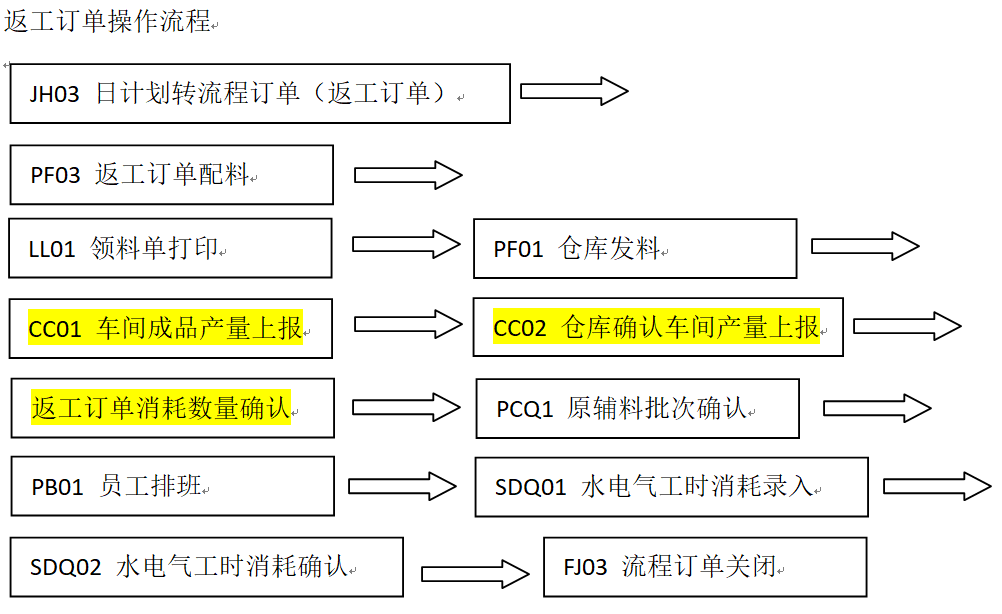 返工订单操作流程
JH03 日计划转流程订单（返工订单）
PF03 返工订单配料
LL01 领料单打印
PF01 仓库发料
CC01 车间成品产量上报
CC02 仓库确认车间产量上报
返工订单消耗数量确认
PCQ1 原辅料批次确认
PB01 员工排班
SDQ01 水电气工时消耗录入
SDQ02 水电气工时消耗确认
FJ03 流程订单关闭